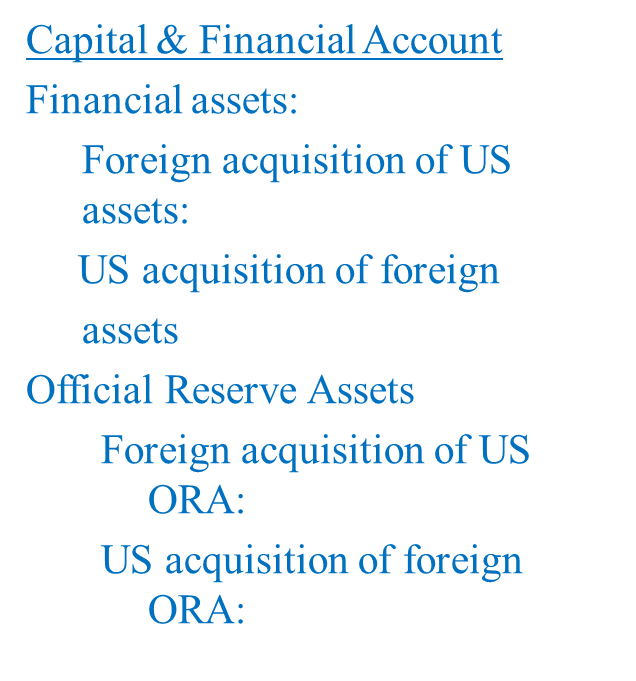 Capital & Financial Account
Financial assets:
Foreign acquisition of US
assets:
US acquisition of foreign
assets
Official Reserve Assets
Foreign acquisition of US
ORA:
US acquisition of foreign
ORA: